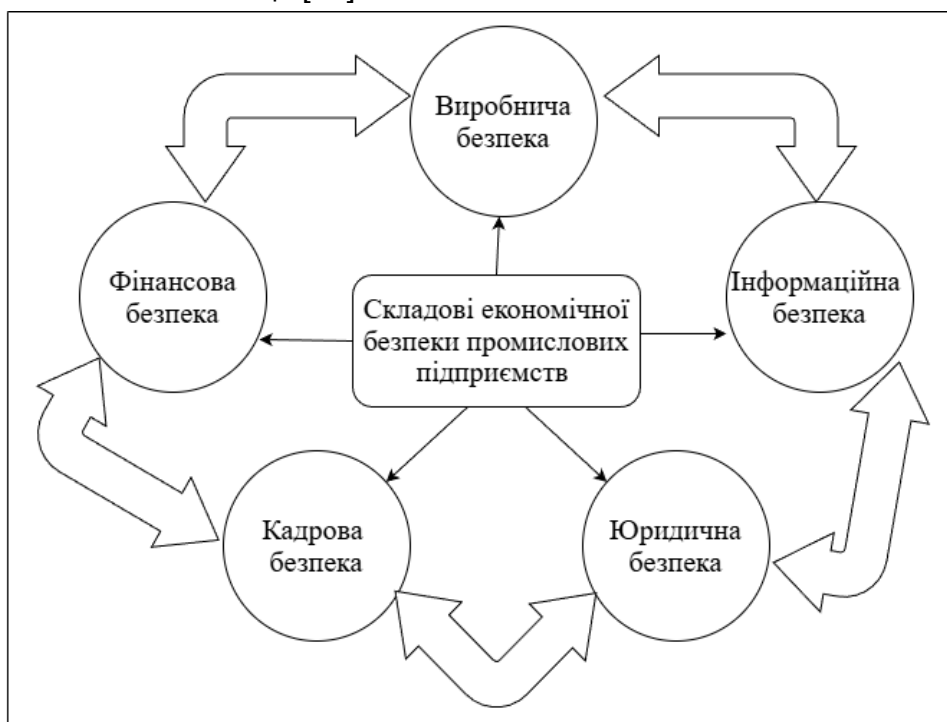 Виробнича
безпека
Фінансова
безпека
Складові економічної
безпеки промислових
підприємств
Інформаційна
безпека
Кадрова
безпека
Юридична
безпека